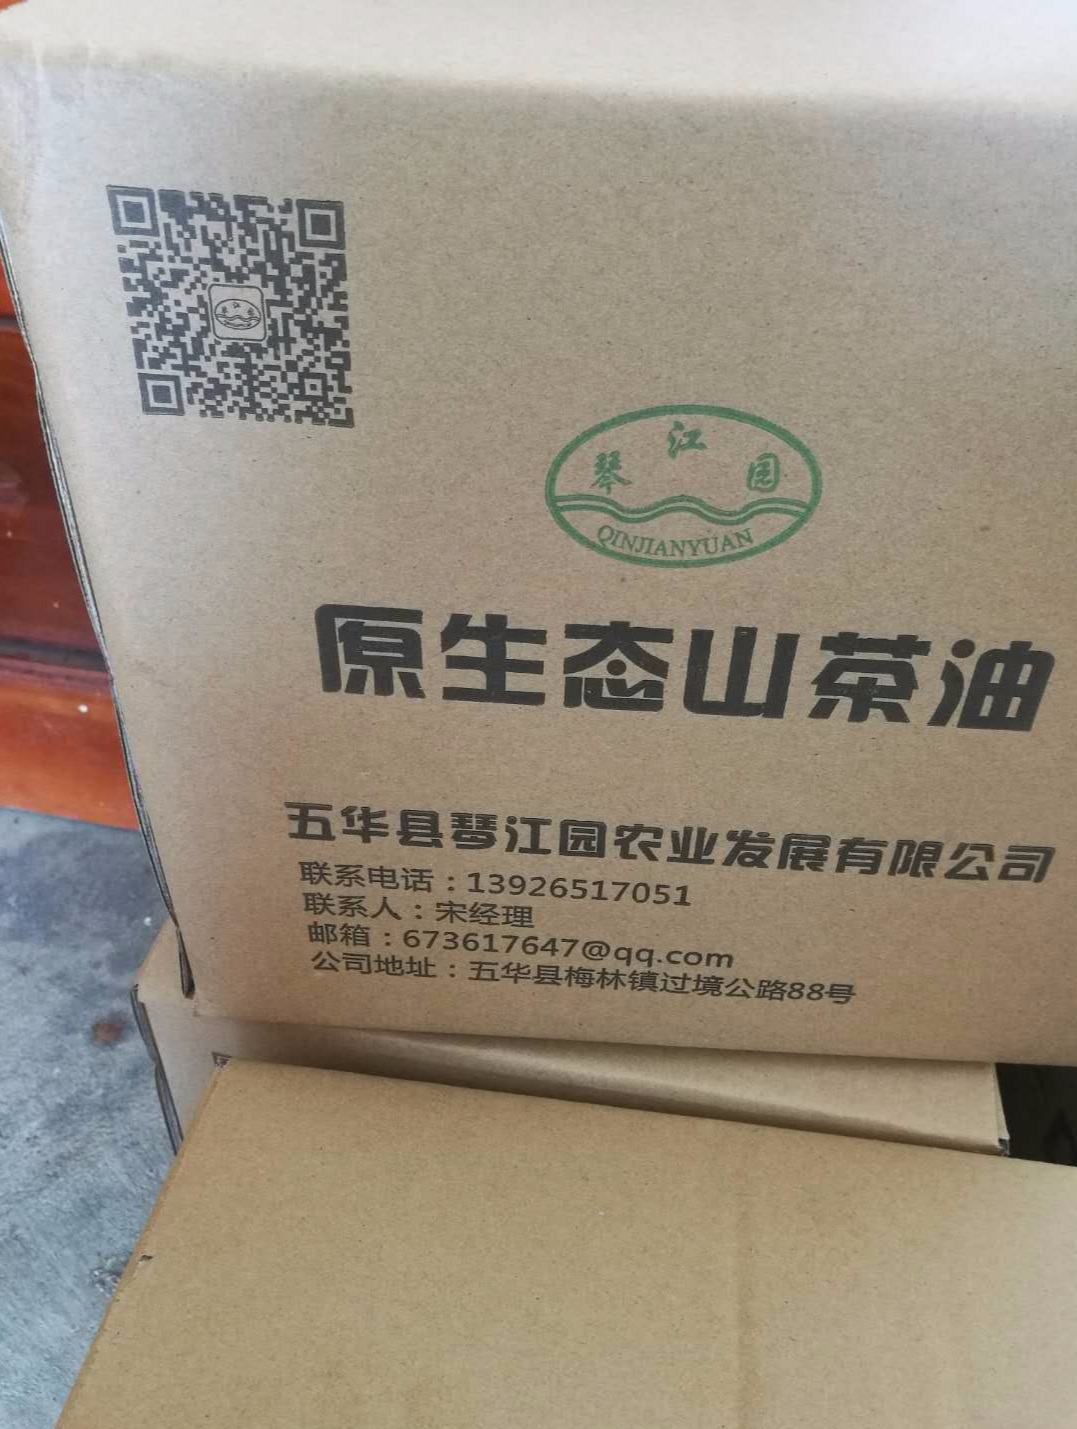 琴江园
QINJIANYUAN
原生态山茶油
五华县琴江园农业发展有限公司
联系电话：13926517051
联系人：宋经理
邮箱：673617647@qq.com
公司地址：五华县梅林镇过境公路88号